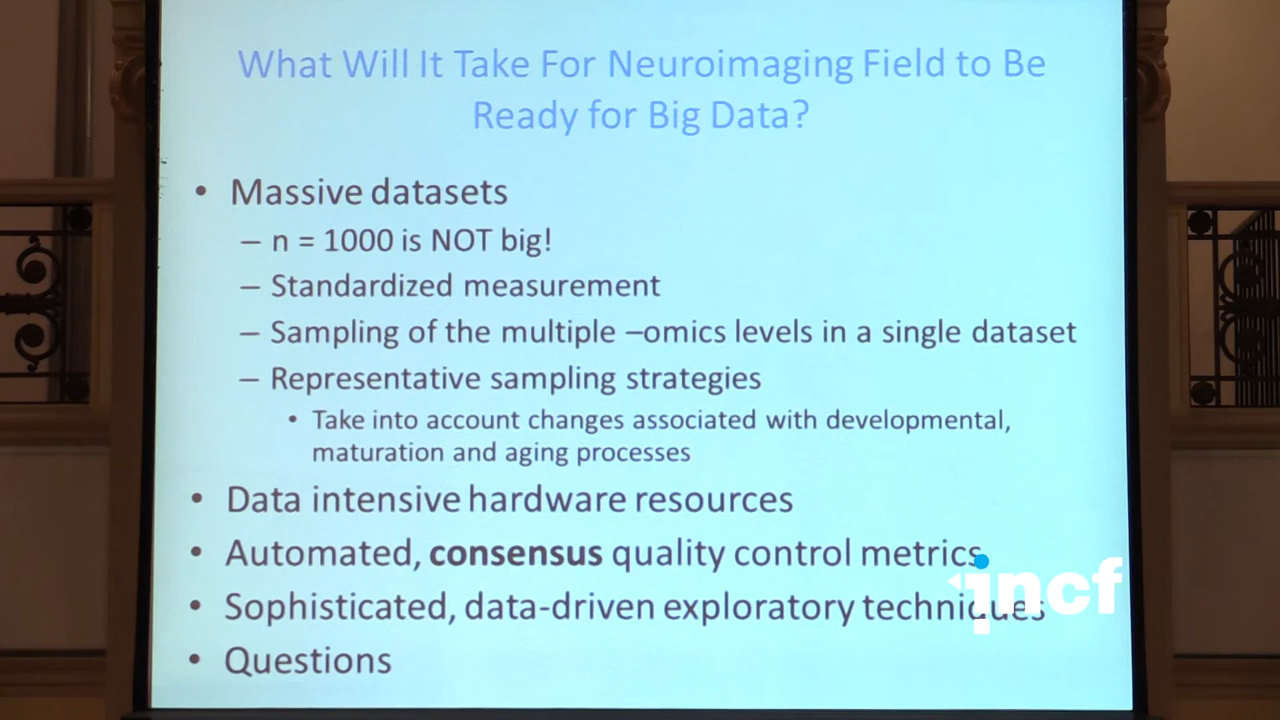 What Will It Take For Neuroimaging Field to Be
Ready for Big Data?
• Massive datasets
– n = 1000 is NOT big!
– Standardized measurement
– Sampling of the multiple –omics levels in a single dataset
– Representative sampling strategies
• Take into account changes associated with developmental,
maturation and aging processes
• Data intensive hardware resources
• Automated, consensus quality control metrics
• Sophisticated, data-driven exploratory techniques
• Questions
incf